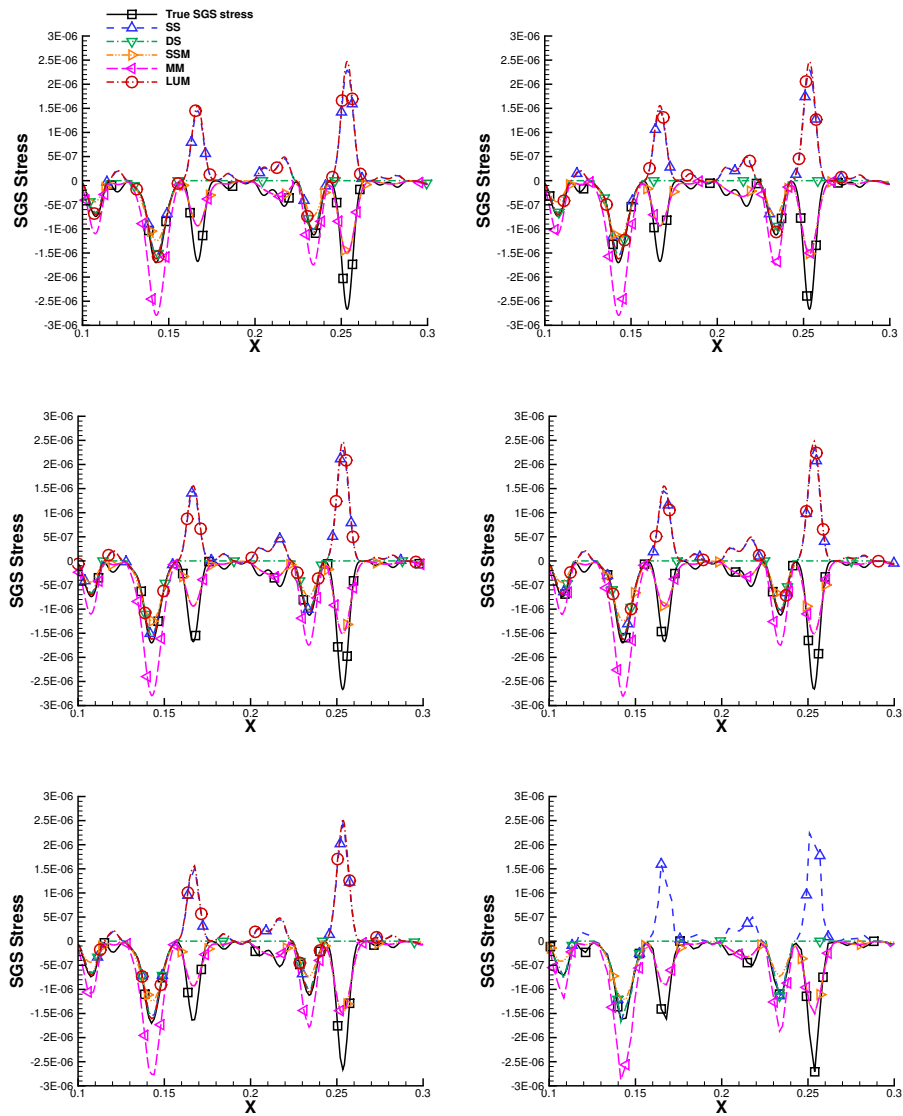 True SGS stress
SS
DS
SSM
MM
LUM
3E-06
2.5E-06
2E-06
1.5E-06
1E-06
5E-07
0
-5E-07
-1E-06
-1.5E-06
-2E-06
-2.5E-06
-3E-06
SGS Stress
0.1
0.15
0.2
0.25
0.3
X
3E-06
2.5E-06
2E-06
1.5E-06
1E-06
5E-07
0
-5E-07
-1E-06
-1.5E-06
-2E-06
-2.5E-06
-3E-06
SGS Stress
0.1
0.15
0.2
0.25
0.3
X
3E-06
2.5E-06
2E-06
1.5E-06
1E-06
5E-07
0
-5E-07
-1E-06
-1.5E-06
-2E-06
-2.5E-06
-3E-06
SGS Stress
0.1
0.15
0.2
0.25
0.3
X
3E-06
2.5E-06
2E-06
1.5E-06
1E-06
5E-07
0
-5E-07
-1E-06
-1.5E-06
-2E-06
-2.5E-06
-3E-06
SGS Stress
0.1
0.15
0.2
0.25
0.3
X
3E-06
2.5E-06
2E-06
1.5E-06
1E-06
5E-07
0
-5E-07
-1E-06
-1.5E-06
-2E-06
-2.5E-06
-3E-06
SGS Stress
0.1
0.15
0.2
0.25
0.3
X
3E-06
2.5E-06
2E-06
1.5E-06
1E-06
5E-07
0
-5E-07
-1E-06
-1.5E-06
-2E-06
-2.5E-06
-3E-06
SGS Stress
0.1
0.15
0.2
0.25
0.3
X